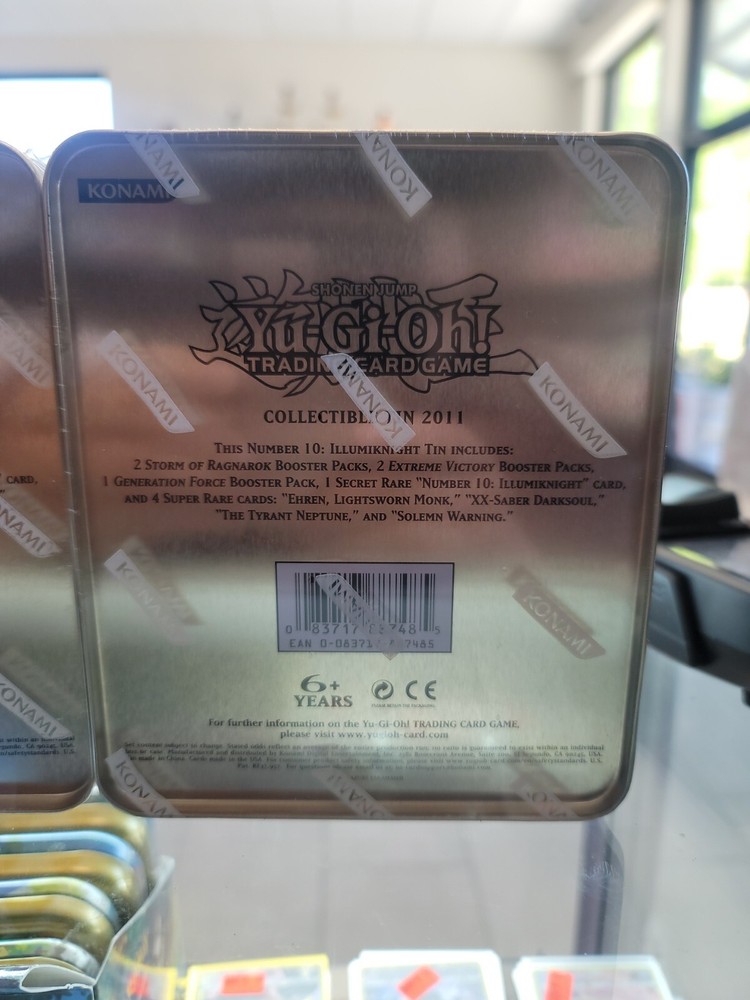 KONAMI
SHONEN JUMP
Yu-Gi-Oh!
TRADING CARD GAME
COLLECTIBLE IN 2011
THIS NUMBER 10: ILLUMIKNIGHT TIN INCLUDES:
2 STORM OF RAGNAROK BOOSTER PACKS, 2 EXTREME VICTORY BOOSTER PACKS,
1 GENERATION FORCE BOOSTER PACK, 1 SECRET RARE "NUMBER 10: ILLUMIKNIGHT" CARD,
AND 4 SUPER RARE CARDS: "EHREN, LIGHTSWORN MONK," "XX-SABER DARKSOUL,"
"THE TYRANT NEPTUNE," AND "SOLEMN WARNING."
KONAMI
KONAMI
KONAMI
KONAMI
KONAMI
KONAMI
CARD,
6+
YEARS
CE
For further information on the Yu-Gi-Oh! TRADING CARD GAME,
please visit www.yugioh-card.com